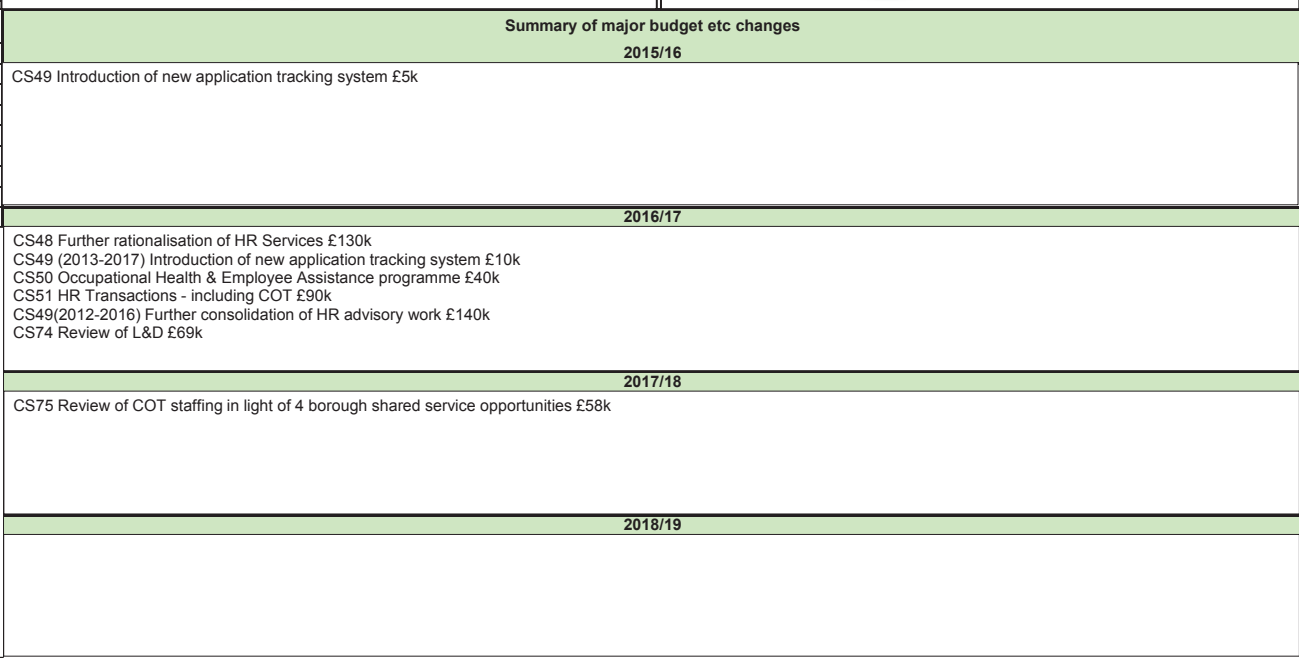 Summary of major budget etc changes
2015/16
CS49 Introduction of new application tracking system £5k
2016/17
CS48 Further rationalisation of HR Services £130k
CS49 (2013-2017) Introduction of new application tracking system £10k
CS50 Occupational Health & Employee Assistance programme £40k
CS51 HR Transactions - including COT £90k
CS49(2012-2016) Further consolidation of HR advisory work £140k
CS74 Review of L&D £69k
2017/18
CS75 Review of COT staffing in light of 4 borough shared service opportunities £58k
2018/19